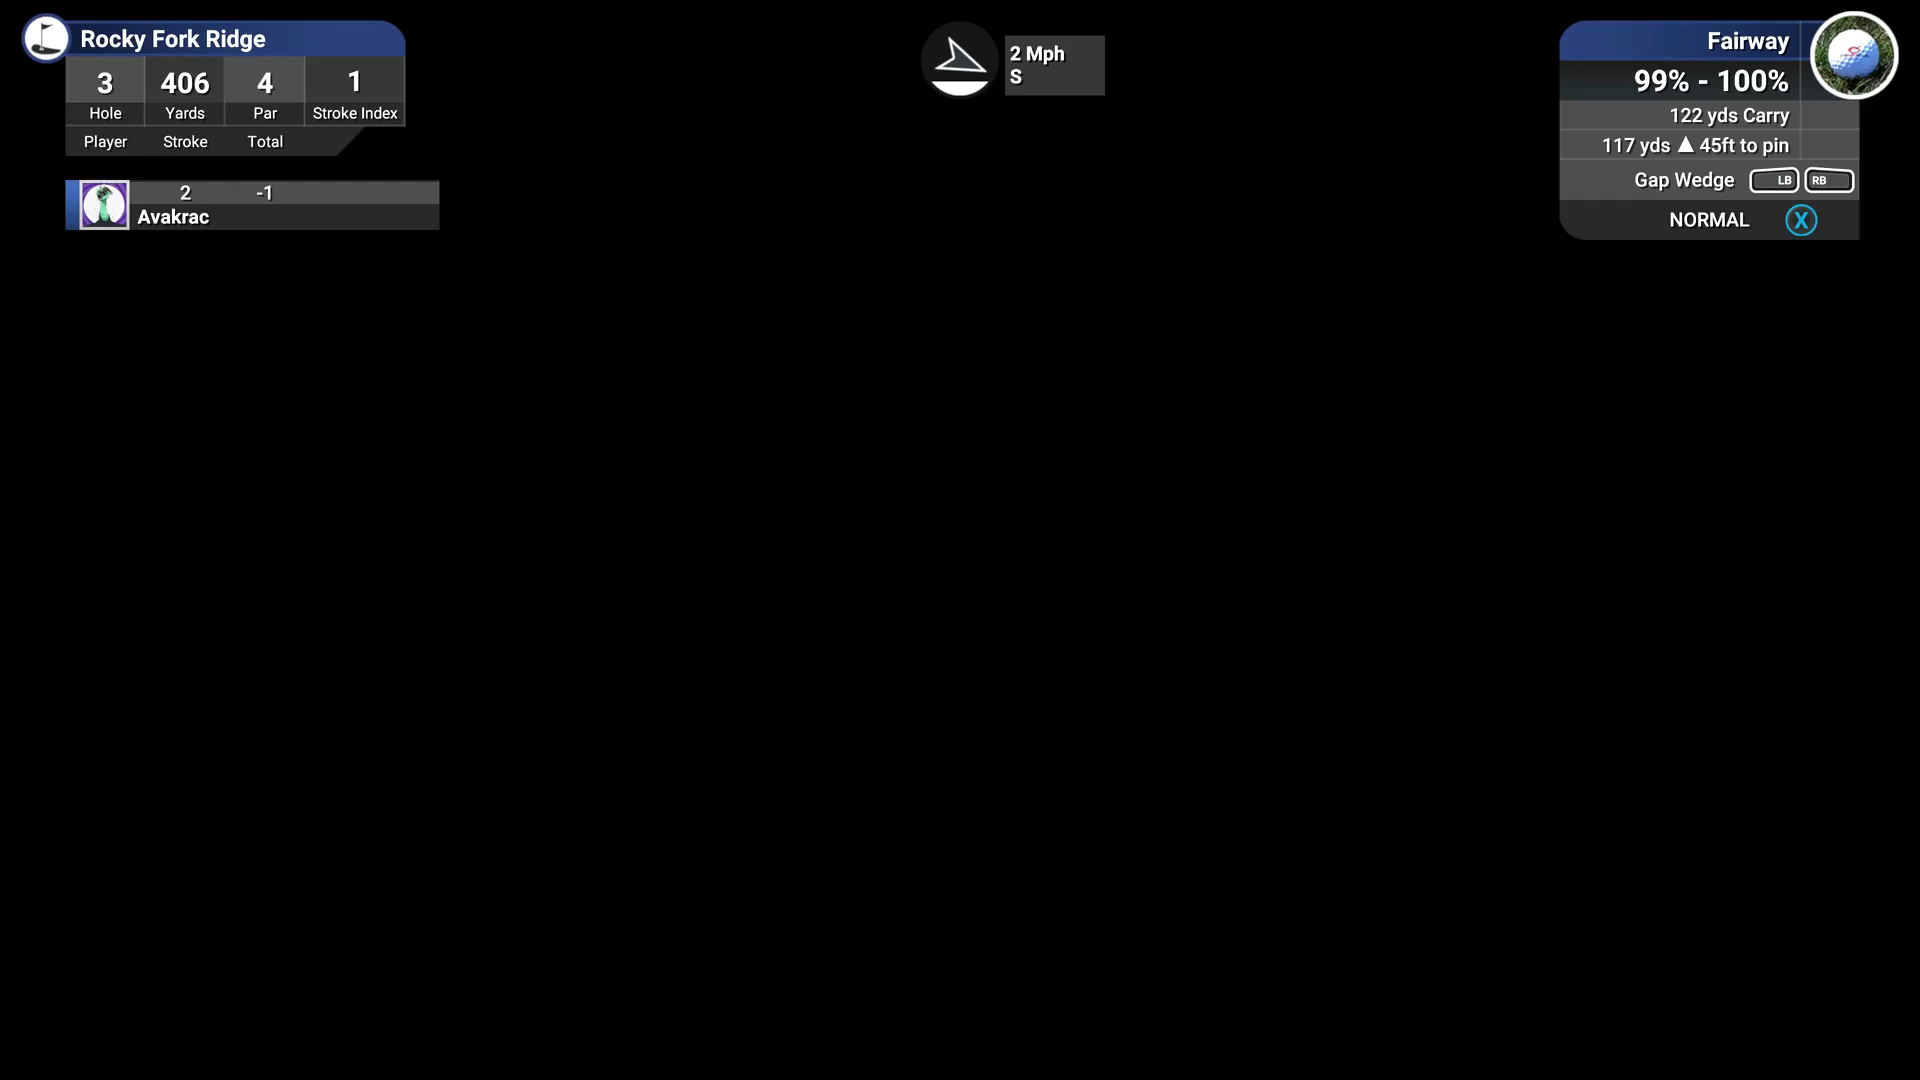 Rocky Fork Ridge
3 406 4 1
Hole Yards Par Stroke Index
Player Stroke Total
2 -1
Avakrac
2 Mph
S
Fairway
99% - 100%
122 yds Carry
117 yds ▲ 45ft to pin
Gap Wedge LB RB
NORMAL X